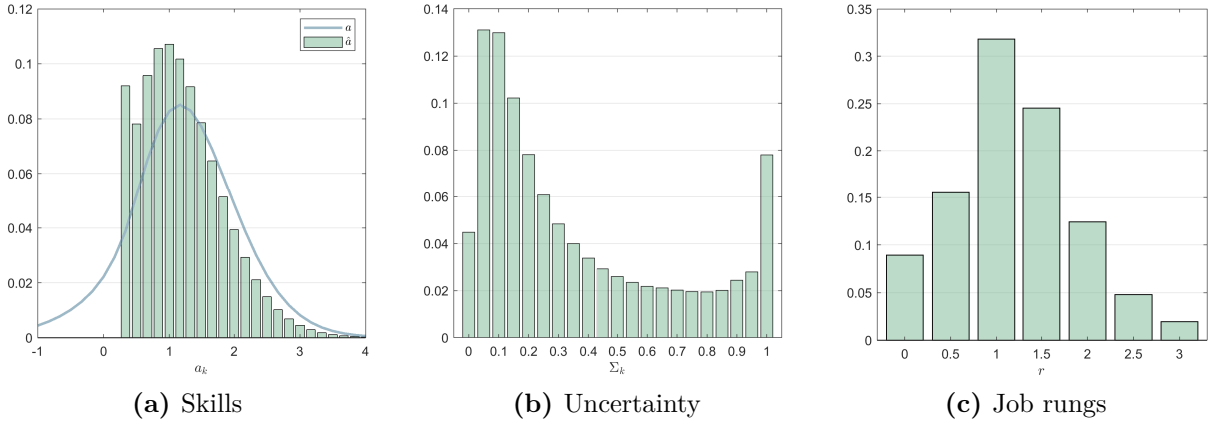 0.12
0.1
0.08
0.06
0.04
0.02
0
-1 0 1 2 3 4
a_k
a
â
(a) Skills
0.14
0.12
0.1
0.08
0.06
0.04
0.02
0
0 0.1 0.2 0.3 0.4 0.5 0.6 0.7 0.8 0.9 1
Σ_k
(b) Uncertainty
0.35
0.3
0.25
0.2
0.15
0.1
0.05
0
0 0.5 1 1.5 2 2.5 3
r
(c) Job rungs